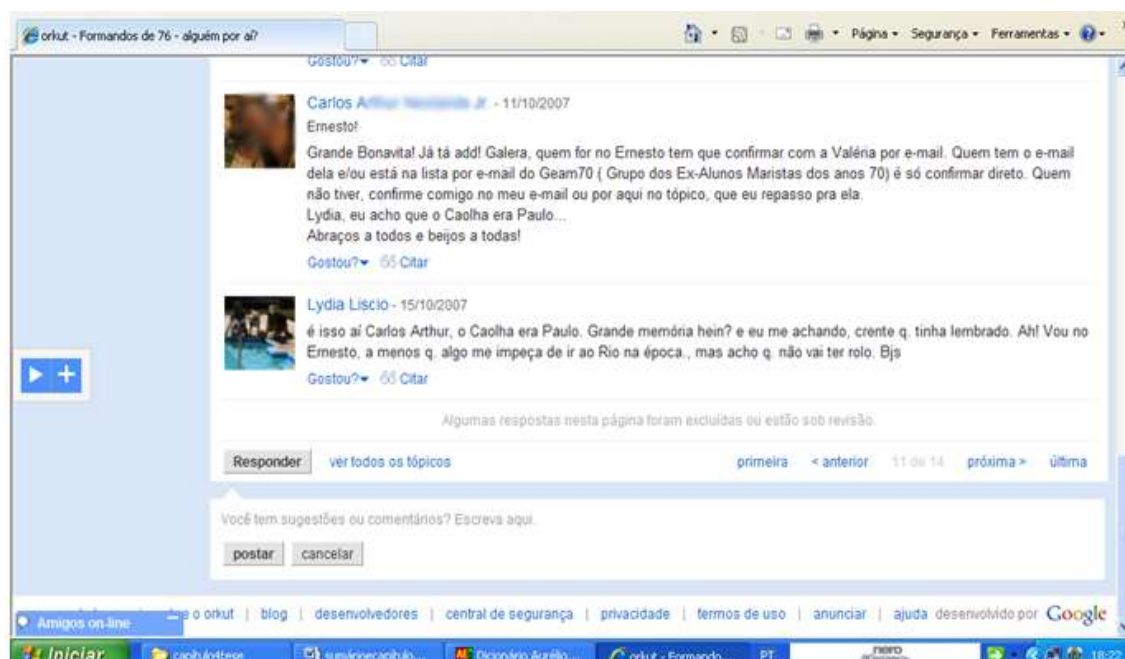 orkut - Formandos de 76 - alguém por aí?
Página Segurança Ferramentas
Gostou? Citar
Carlos A - 11/10/2007
Ernesto!
Grande Bonavita! Já tá add! Galera, quem for no Ernesto tem que confirmar com a Valéria por e-mail. Quem tem o e-mail
dela e/ou está na lista por e-mail do Geam70 ( Grupo dos Ex-Alunos Maristas dos anos 70) é só confirmar direto. Quem
não tiver, confirme comigo no meu e-mail ou por aqui no tópico, que eu repasso pra ela.
Lydia, eu acho que o Caolha era Paulo...
Abraços a todos e beijos a todas!
Gostou? Citar
Lydia Liscio - 15/10/2007
é isso aí Carlos Arthur, o Caolha era Paulo. Grande memória hein? e eu me achando, crente q. tinha lembrado. Ah! Vou no
Ernesto, a menos q. algo me impeça de ir ao Rio na época., mas acho q. não vai ter rolo. Bjs
Gostou? Citar
Algumas respostas nesta página foram excluídas ou estão sob revisão.
Responder ver todos os tópicos primeira < anterior 11 de 14 próxima > última
Você tem sugestões ou comentários? Escreva aqui.
postar cancelar
o orkut | blog | desenvolvedores | central de segurança | privacidade | termos de uso | anunciar | ajuda desenvolvido por Google
Amigos on-line
Iniciar capitulo4tese sumárioecapítulo... Dicionário Aurélio... orkut - Formando... PT nero 18:22